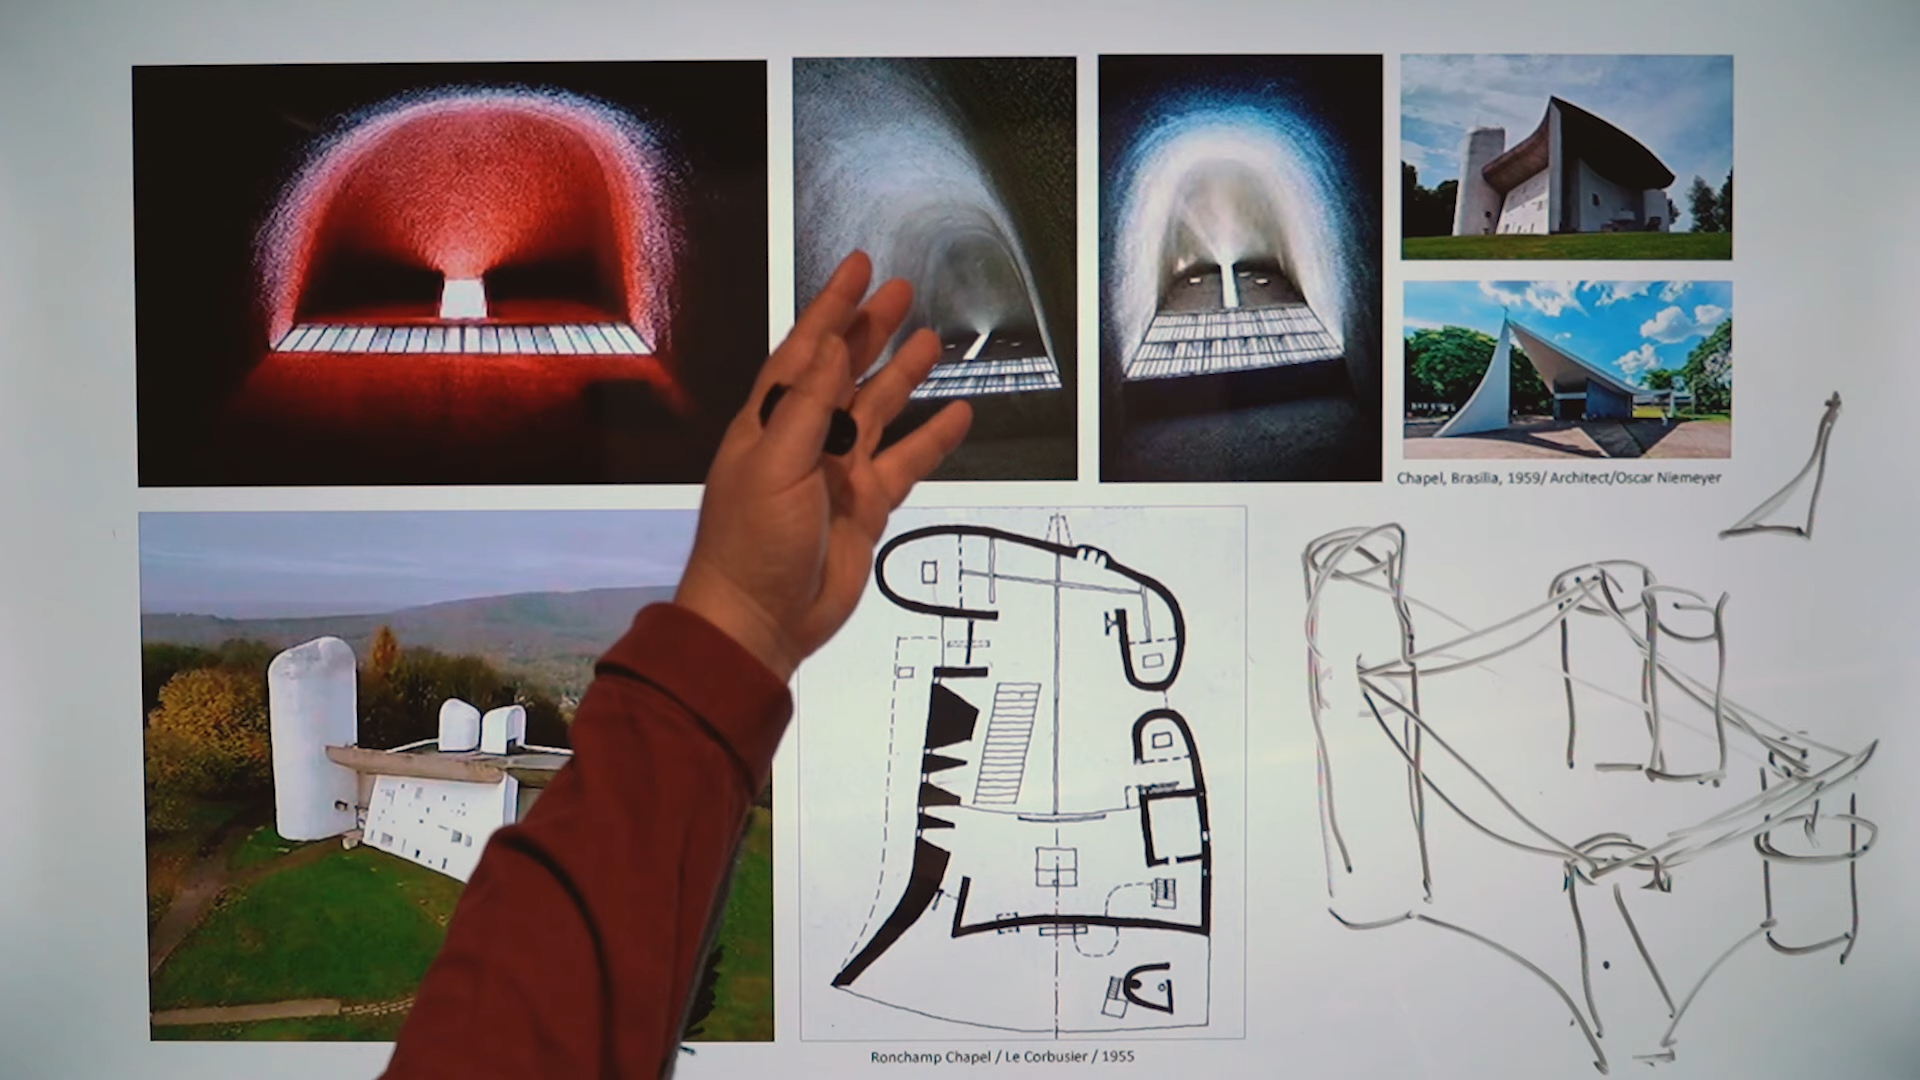 Chapel, Brasilia, 1959/ Architect/Oscar Niemeyer
Ronchamp Chapel / Le Corbusier / 1955